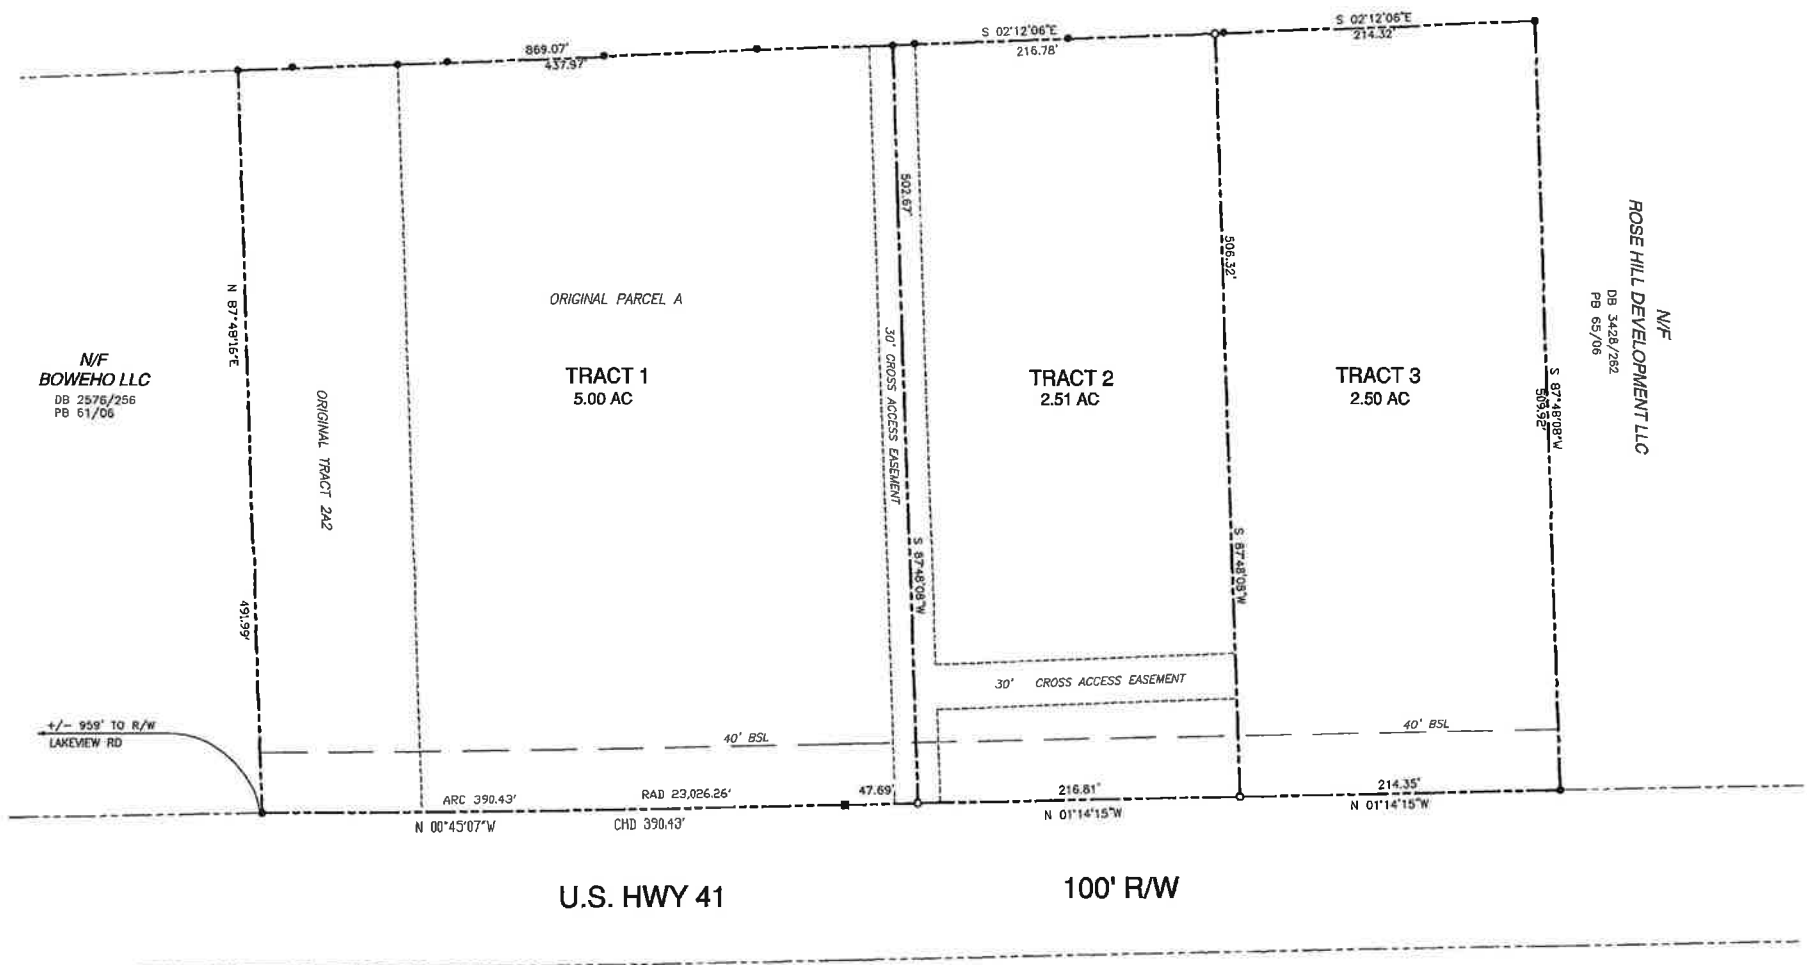 869.07'
437.97'
S 02°12'06"E
216.78'
S 02°12'06"E
214.32'
N 87°48'16"E
491.99'
502.67'
S 87°48'08"W
506.32'
S 87°48'08"W
S 87°48'08"W
509.92'
N/F
BOWEHO LLC
DB 2576/256
PB 61/06
ORIGINAL TRACT 2A2
ORIGINAL PARCEL A
TRACT 1
5.00 AC
30' CROSS ACCESS EASEMENT
TRACT 2
2.51 AC
TRACT 3
2.50 AC
N/F
ROSE HILL DEVELOPMENT LLC
DB 3428/262
PB 65/06
30' CROSS ACCESS EASEMENT
+/- 959' TO R/W
LAKEVIEW RD
40' BSL
40' BSL
ARC 390.43'
RAD 23,026.26'
47.69'
216.81'
214.35'
N 00°45'07"W
CHD 390.43'
N 01°14'15"W
N 01°14'15"W
U.S. HWY 41
100' R/W